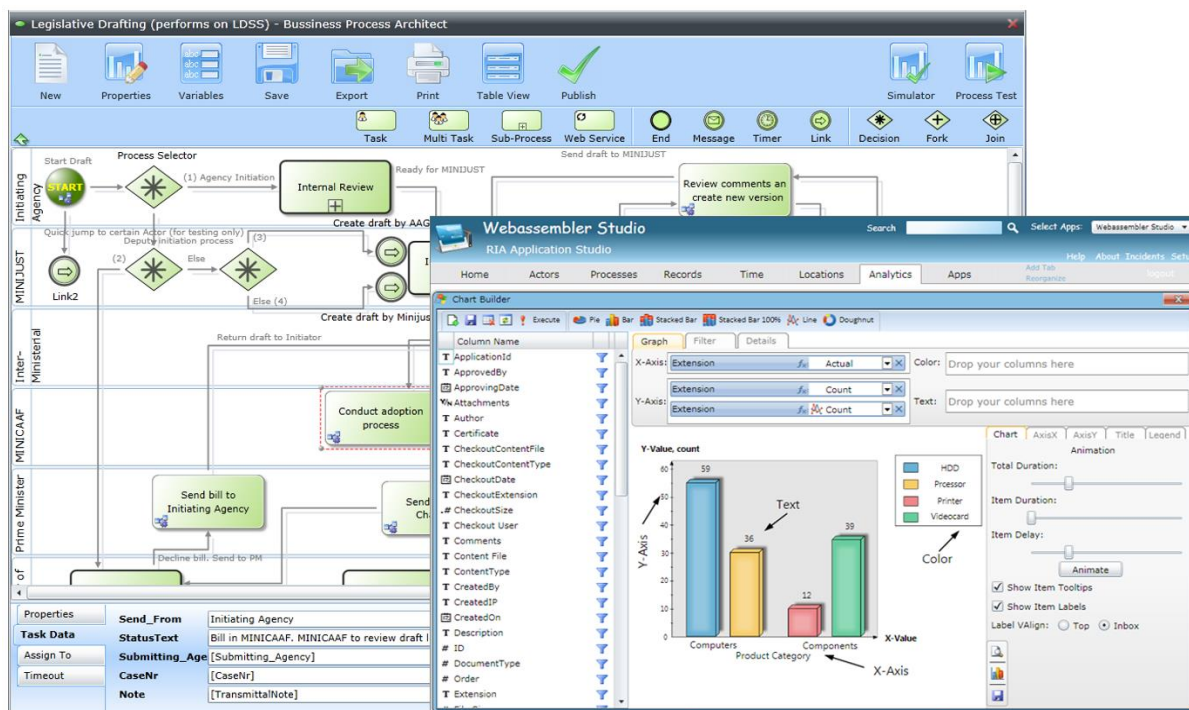 Legislative Drafting (performs on LDSS) - Bussiness Process Architect
New Properties Variables Save Export Print Table View Publish Simulator Process Test
Task Multi Task Sub-Process Web Service End Message Timer Link Decision Fork Join
Initiating Agency
Start Draft
START
Process Selector
(1) Agency Initiation
Internal Review
Ready for MINIJUST
Send draft to MINIJUST
Review comments an
create new version
Create draft by AAG
MINIJUST
Quick jump to certain Actor (for testing only)
Deputy initiation process
(3)
(2)
Else
Link2
Else (4)
Create draft by Minijus
Inter-Ministerial
Return draft to Initiator
MINICAAF
Conduct adoption
process
Prime Minister
Send bill to
Initiating Agency
Send
Cha
Decline bill. Send to PM
of
Properties
Task Data
Assign To
Timeout
Send_From Initiating Agency
StatusText Bill in MINICAAF. MINICAAF to review draft l
Submitting_Age [Submitting_Agency]
CaseNr [CaseNr]
Note [TransmittalNote]
Webassembler Studio
RIA Application Studio
Search
Select Apps: Webassembler Studio
Help About Incidents Setu
logout
Home Actors Processes Records Time Locations Analytics Apps
Add Tab
Reorganize
Chart Builder
Execute Pie Bar Stacked Bar Stacked Bar 100% Line Doughnut
Column Name
T ApplicationId
T ApprovedBy
ApprovingDate
Attachments
T Author
T Certificate
T CheckoutContentFile
T CheckoutContentType
CheckoutDate
T CheckoutExtension
.# CheckoutSize
T Checkout User
T Comments
T Content File
T ContentType
T CreatedBy
T CreatedIP
CreatedOn
T Description
# ID
# DocumentType
# Order
T Extension
Graph Filter Details
X-Axis: Extension Actual
Color: Drop your columns here
Y-Axis: Extension Count
Extension Count
Text: Drop your columns here
Y-Value, count
60
50
40
30
20
10
0
59
36
12
39
Y-Axis
Text
Computers
Components
Product Category
X-Value
X-Axis
HDD
Prcessor
Printer
Videocard
Color
Chart AxisX AxisY Title Legend
Animation
Total Duration:
Item Duration:
Item Delay:
Animate
Show Item Tooltips
Show Item Labels
Label VAlign: Top Inbox